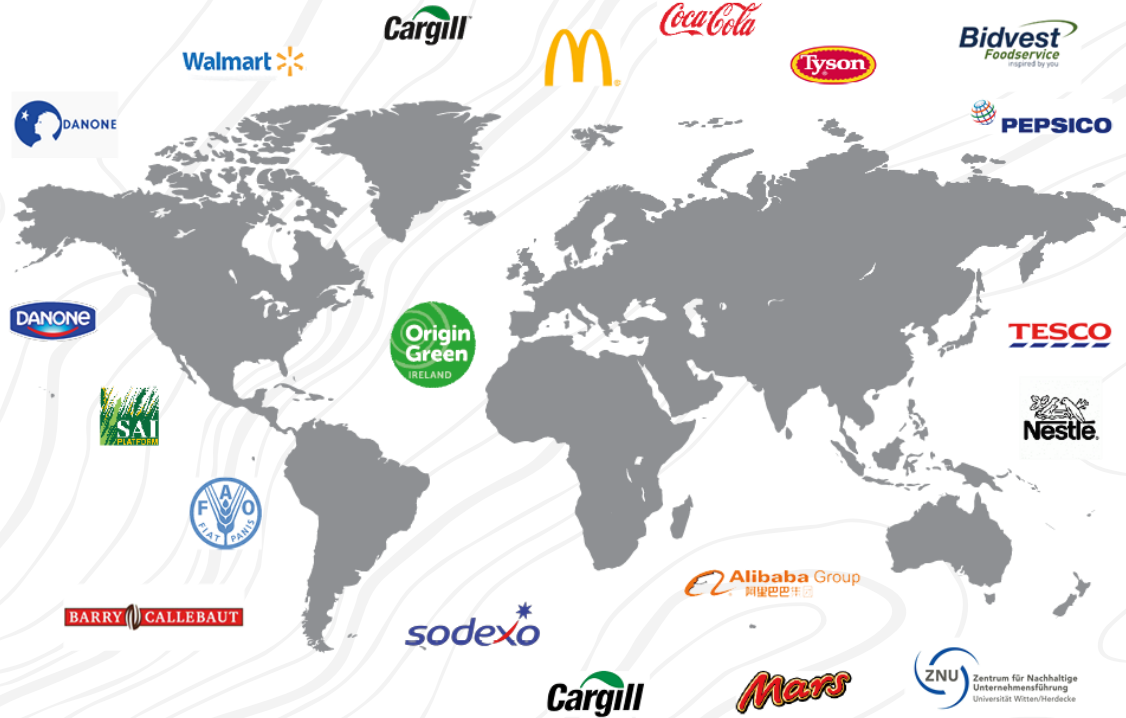 Cargill
Coca-Cola
Bidvest
Foodservice
inspired by you
Walmart
M
Tyson
DANONE
PEPSICO
DANONE
Origin
Green
IRELAND
TESCO
SAI
PLATFORM
Nestlé
F A O
FIAT PANIS
Alibaba Group
阿里巴巴集团
BARRY CALLEBAUT
sodexo
Cargill
Mars
ZNU
Zentrum für Nachhaltige
Unternehmensführung
Universität Witten/Herdecke